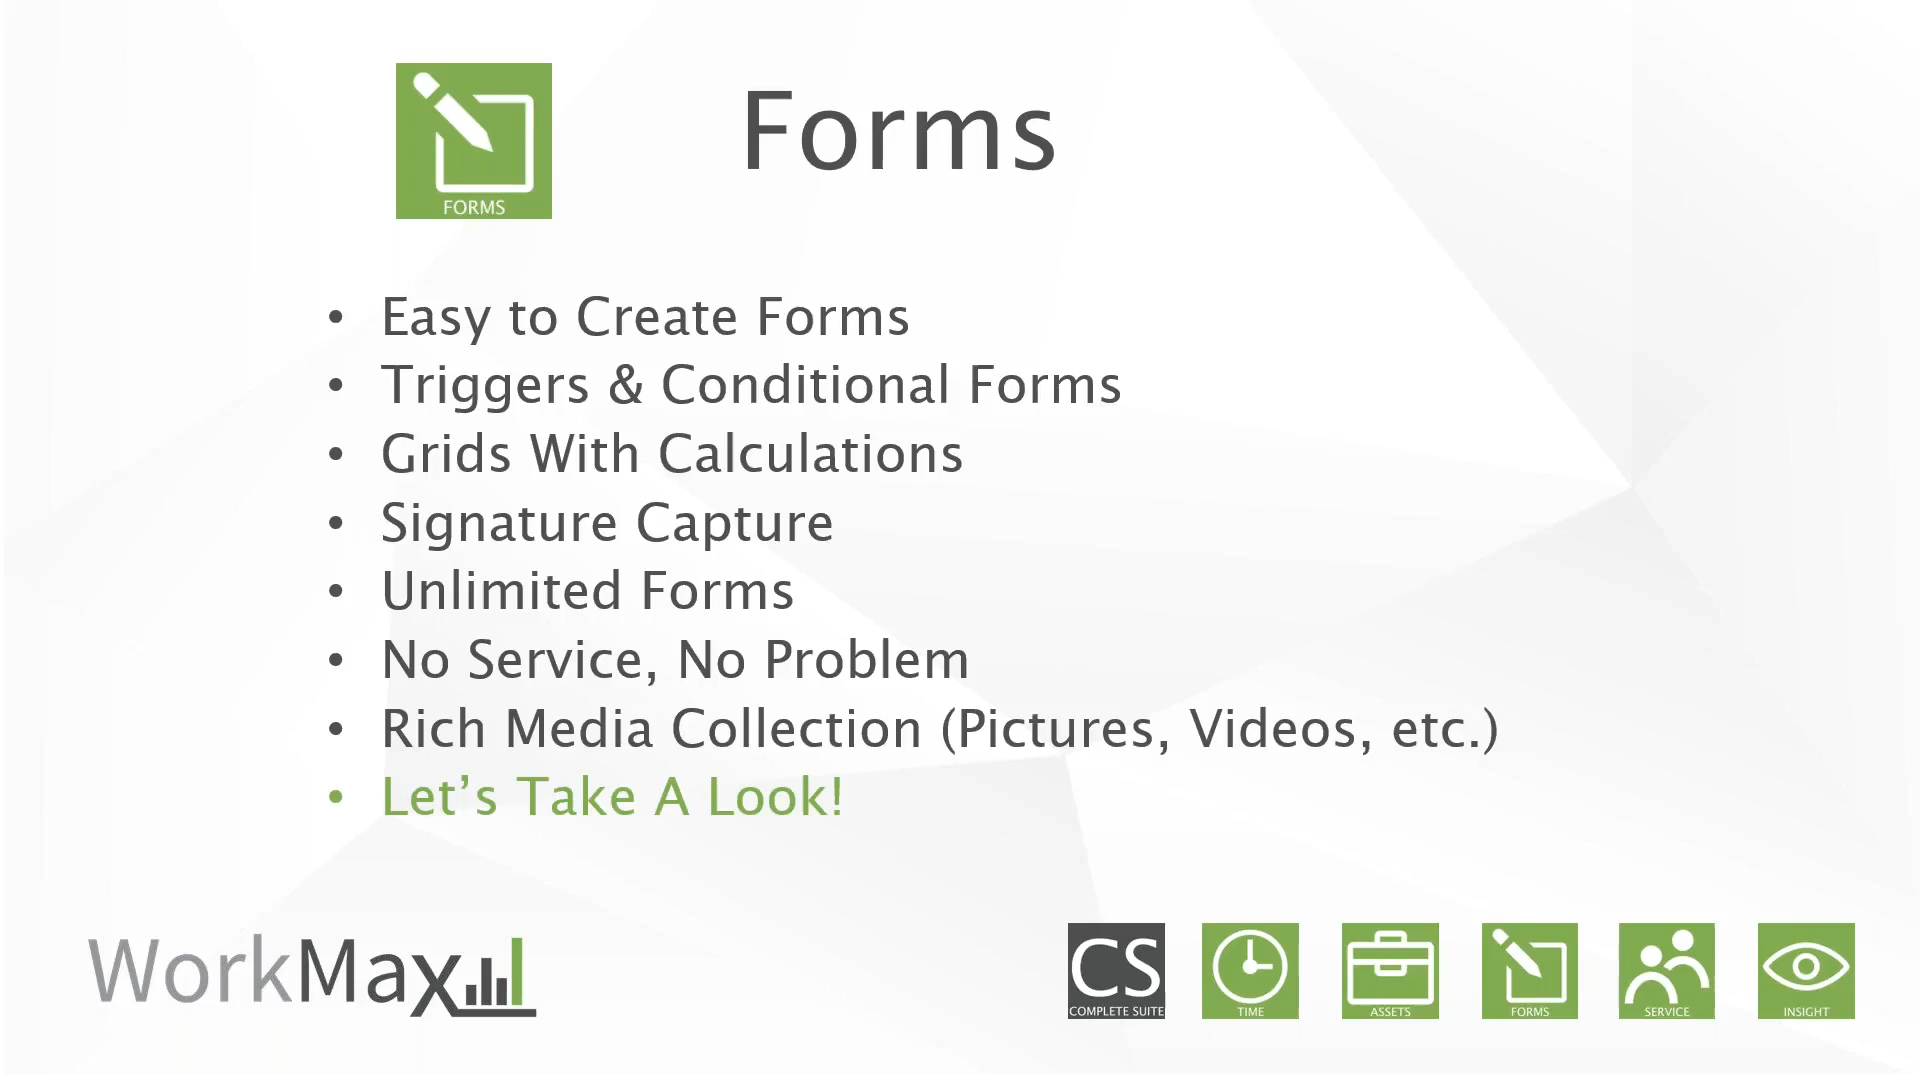 FORMS
Forms
• Easy to Create Forms
• Triggers & Conditional Forms
• Grids With Calculations
• Signature Capture
• Unlimited Forms
• No Service, No Problem
• Rich Media Collection (Pictures, Videos, etc.)
• Let’s Take A Look!
WorkMax
CS
COMPLETE SUITE
TIME
ASSETS
FORMS
SERVICE
INSIGHT